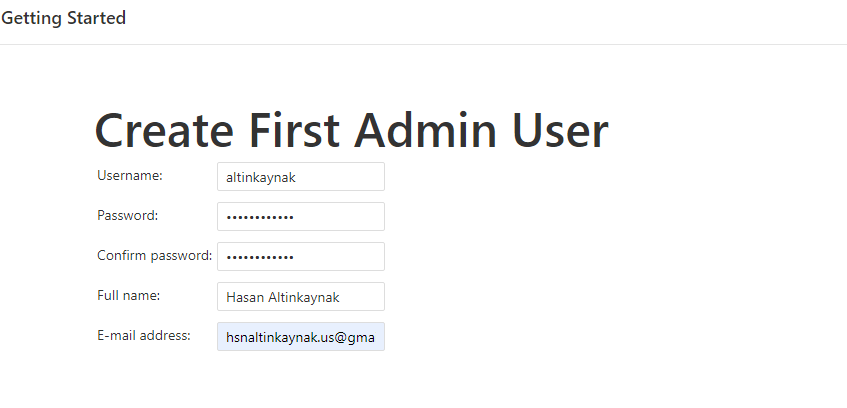 Getting Started
Create First Admin User
Username: altinkaynak
Password: ••••••••••••
Confirm password: ••••••••••••
Full name: Hasan Altinkaynak
E-mail address: hsnaltinkaynak.us@gma